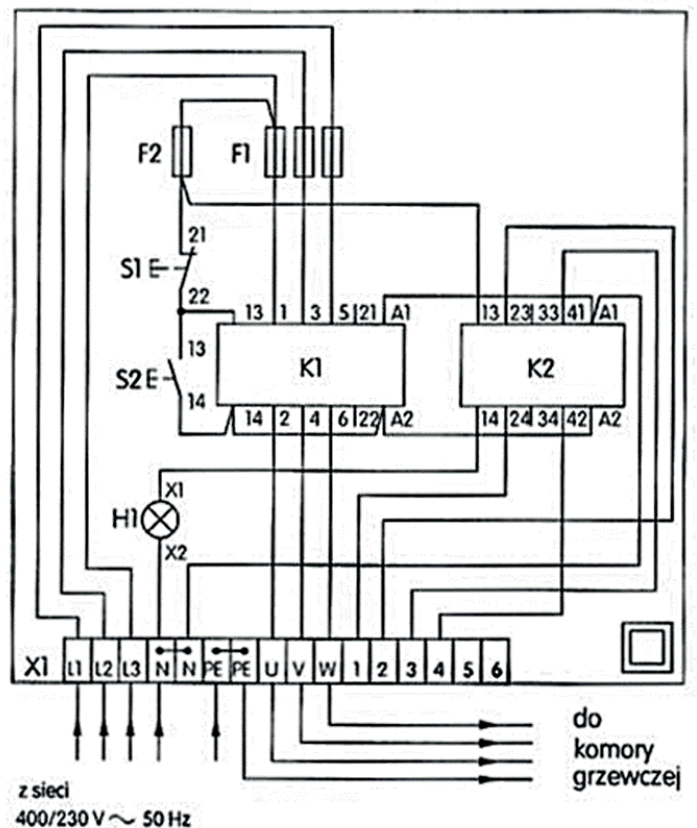 F2 F1
21
S1
22
13 1 3 5 21 A1 13 23 33 41 A1
13
S2 K1 K2
14
14 2 4 6 22 A2 14 24 34 42 A2
X1
H1
X2
X1 L1 L2 L3 N N PE PE U V W 1 2 3 4 5 6
do
komory
grzewczej
z sieci
400/230 V ~ 50 Hz